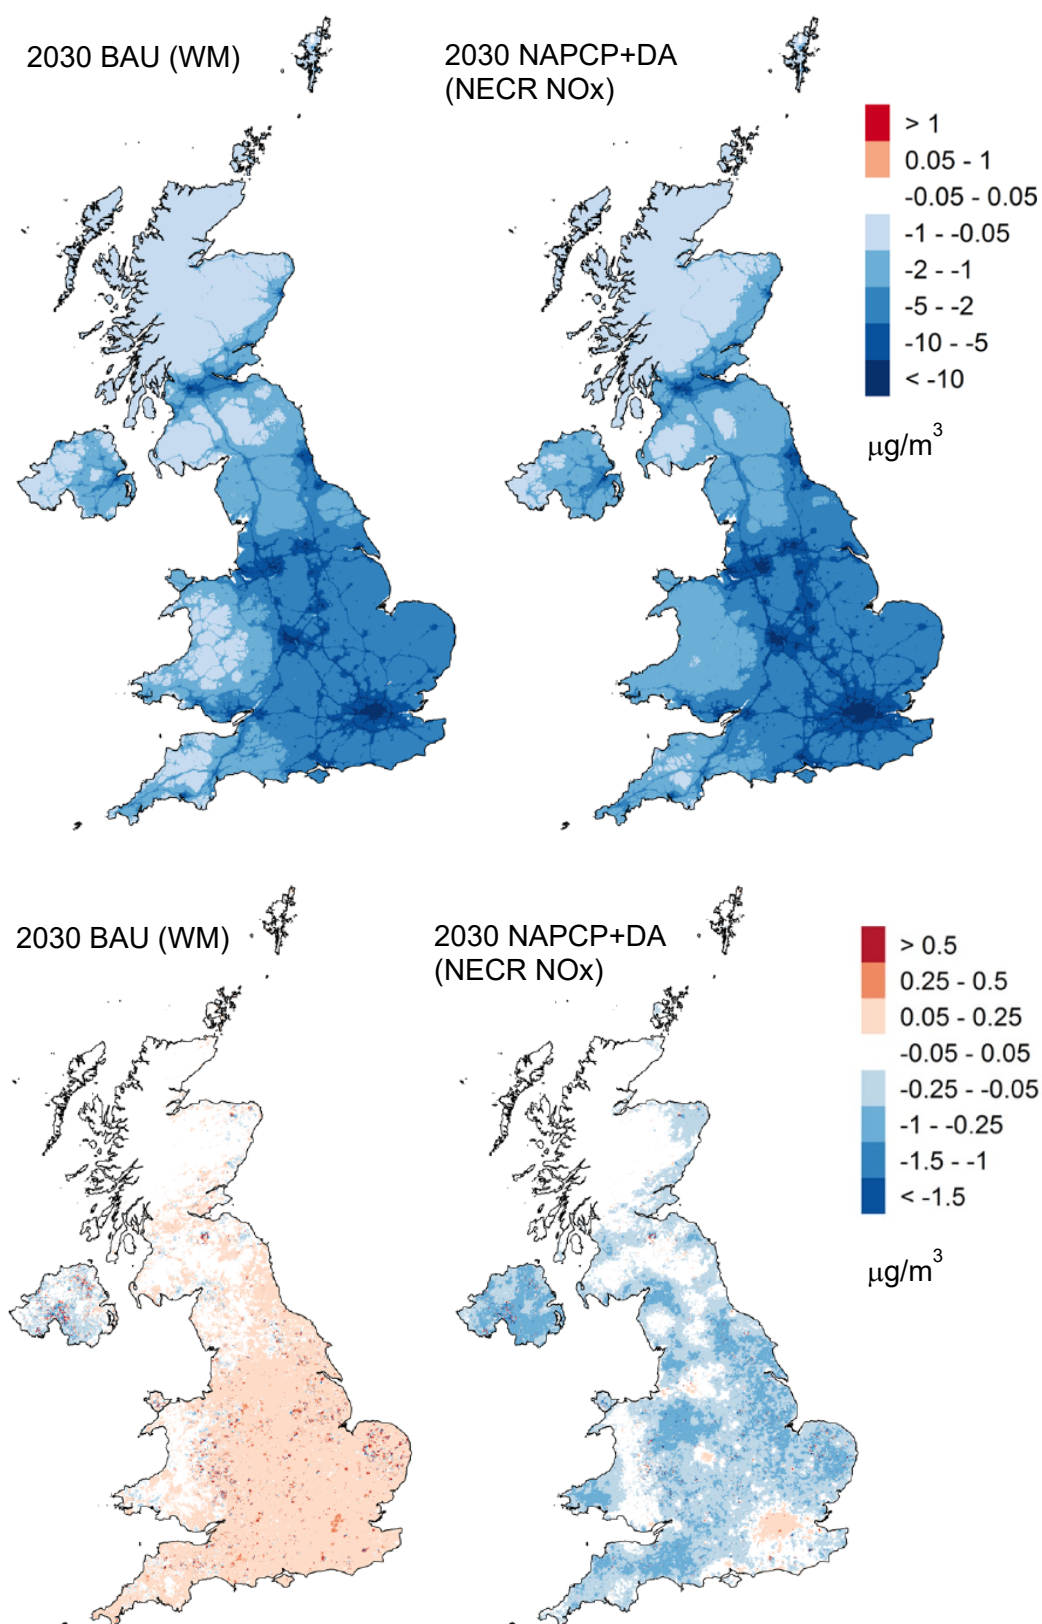 2030 BAU (WM)
2030 NAPCP+DA
(NECR NOx)
> 1
0.05 - 1
-0.05 - 0.05
-1 - -0.05
-2 - -1
-5 - -2
-10 - -5
< -10
μg/m³
2030 BAU (WM)
2030 NAPCP+DA
(NECR NOx)
> 0.5
0.25 - 0.5
0.05 - 0.25
-0.05 - 0.05
-0.25 - -0.05
-1 - -0.25
-1.5 - -1
< -1.5
μg/m³